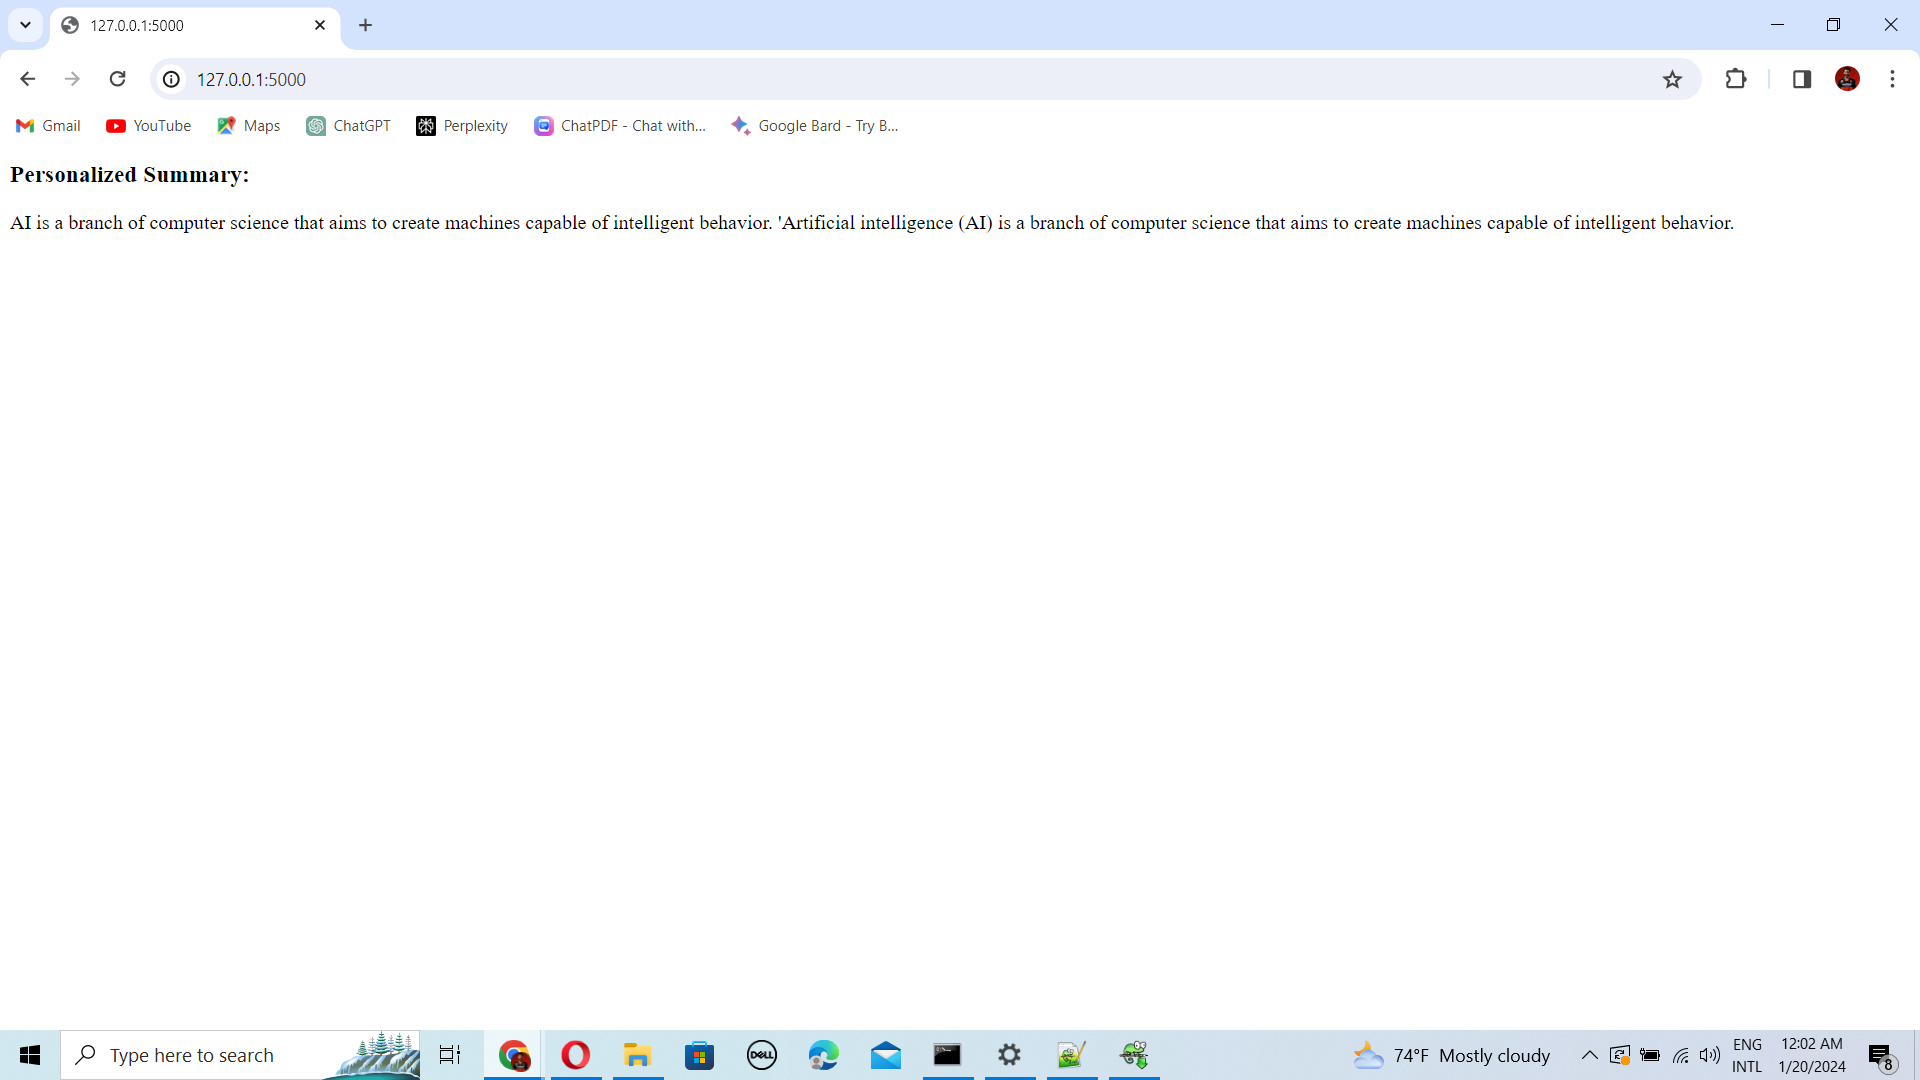 127.0.0.1:5000
127.0.0.1:5000
Gmail YouTube Maps ChatGPT Perplexity ChatPDF - Chat with... Google Bard - Try B...
Personalized Summary:
AI is a branch of computer science that aims to create machines capable of intelligent behavior. 'Artificial intelligence (AI) is a branch of computer science that aims to create machines capable of intelligent behavior.
Type here to search DELL 74°F Mostly cloudy ENG 12:02 AM
INTL 1/20/2024 8